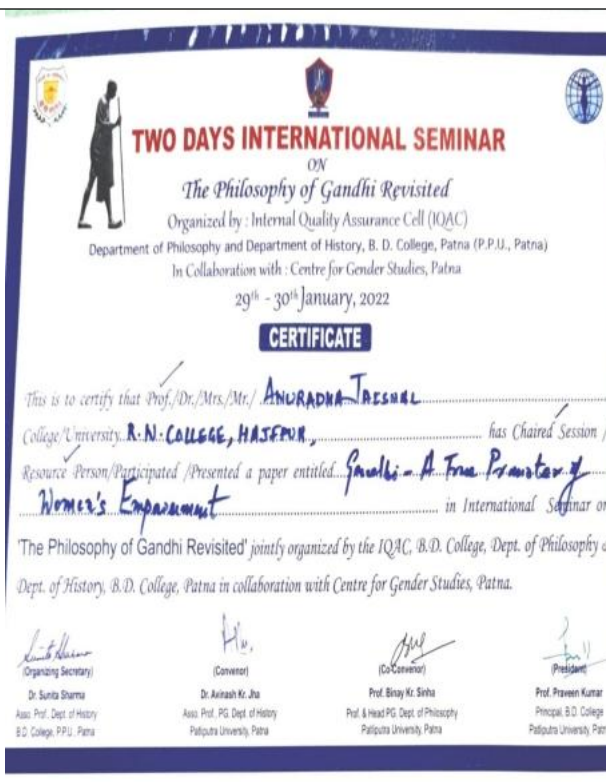 TWO DAYS INTERNATIONAL SEMINAR
ON
The Philosophy of Gandhi Revisited
Organized by : Internal Quality Assurance Cell (IQAC)
Department of Philosophy and Department of History, B. D. College, Patna (P.P.U., Patna)
In Collaboration with : Centre for Gender Studies, Patna
29th - 30th January, 2022
CERTIFICATE
This is to certify that Prof./Dr./Mrs./Mr./ ANURADHA
College/University R.N. COLLEGE, HAJIPUR, has Chaired Session /
Resource Person/Participated /Presented a paper entitled Gandhi - A True Promoter of
Women's Empowerment in International Seminar on
'The Philosophy of Gandhi Revisited' jointly organized by the IQAC, B.D. College, Dept. of Philosophy &
Dept. of History, B.D. College, Patna in collaboration with Centre for Gender Studies, Patna.
(Organizing Secretary) (Convenor) (Co-Convenor) (President)
Dr. Sunita Sharma Dr. Avinash Kr. Jha Prof. Binay Kr. Sinha Prof. Praveen Kumar
Asso. Prof., Dept. of History Asso. Prof., PG. Dept. of History Prof. & Head PG. Dept. of Philosophy Principal, B.D. College
B.D. College, P.P.U., Patna Patliputra University, Patna Patliputra University, Patna Patliputra University,